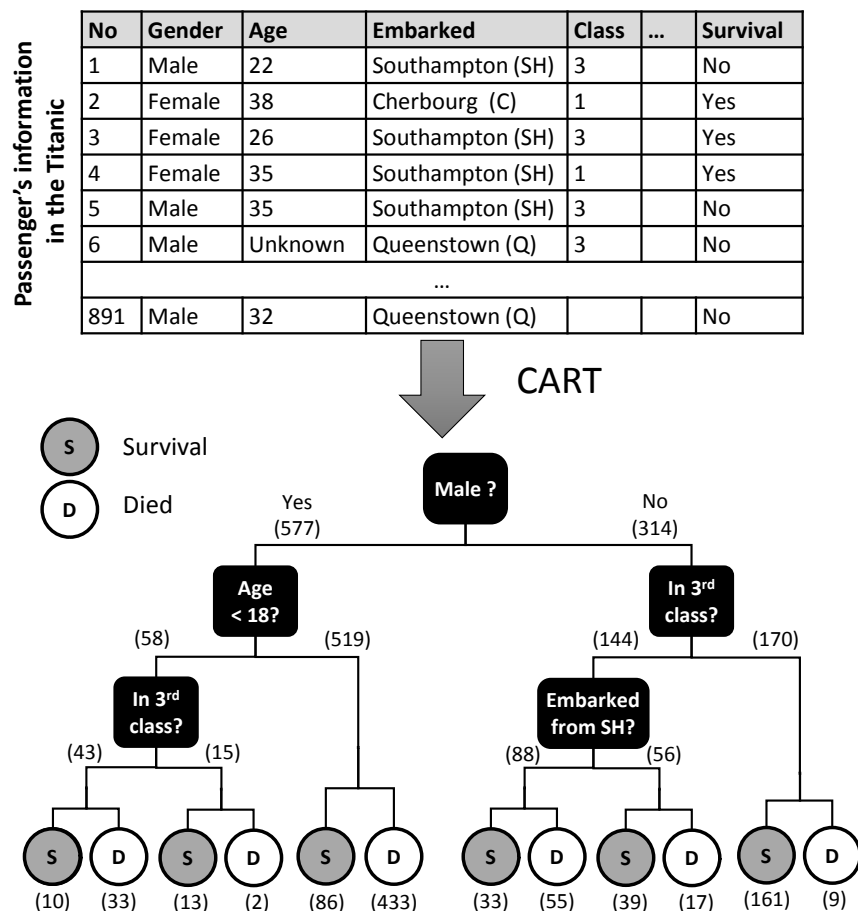 Passenger's information
in the Titanic
No Gender Age Embarked Class ... Survival
1 Male 22 Southampton (SH) 3 No
2 Female 38 Cherbourg (C) 1 Yes
3 Female 26 Southampton (SH) 3 Yes
4 Female 35 Southampton (SH) 1 Yes
5 Male 35 Southampton (SH) 3 No
6 Male Unknown Queenstown (Q) 3 No
...
891 Male 32 Queenstown (Q) No
CART
S Survival
D Died
Male ?
Yes No
(577) (314)
Age
< 18?
In 3rd
class?
(58) (519) (144) (170)
In 3rd
class?
Embarked
from SH?
(43) (15) (88) (56)
S D S D S D S D S D S D
(10) (33) (13) (2) (86) (433) (33) (55) (39) (17) (161) (9)